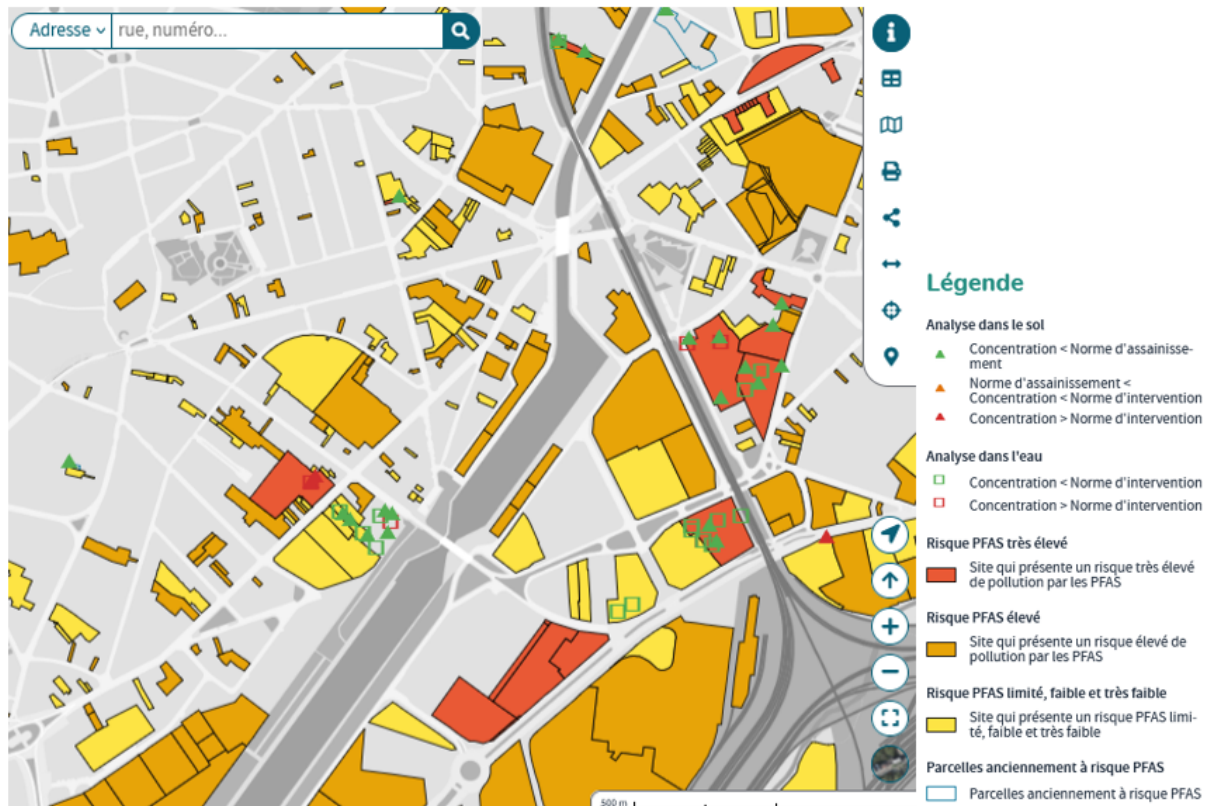 Adresse rue, numéro...
Légende
Analyse dans le sol
Concentration < Norme d'assainisse-
ment
Norme d'assainissement <
Concentration < Norme d'intervention
Concentration > Norme d'intervention
Analyse dans l'eau
Concentration < Norme d'intervention
Concentration > Norme d'intervention
Risque PFAS très élevé
Site qui présente un risque très élevé
de pollution par les PFAS
Risque PFAS élevé
Site qui présente un risque élevé de
pollution par les PFAS
Risque PFAS limité, faible et très faible
Site qui présente un risque PFAS limi-
té, faible et très faible
Parcelles anciennement à risque PFAS
Parcelles anciennement à risque PFAS
500 m